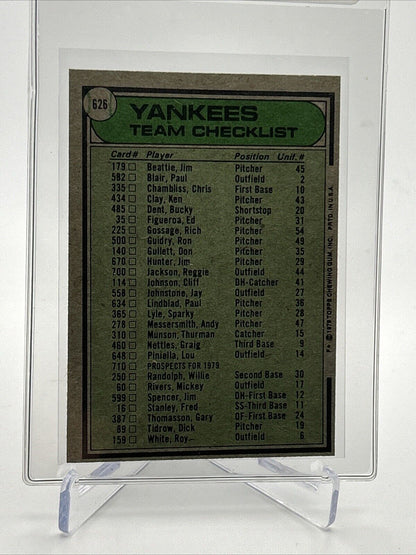 626
YANKEES
TEAM CHECKLIST
Card# Player Position Unif. #
179 Beattie, Jim Pitcher 45
582 Blair, Paul Outfield 2
335 Chambliss, Chris First Base 10
434 Clay, Ken Pitcher 43
485 Dent, Bucky Shortstop 20
35 Figueroa, Ed Pitcher 31
225 Gossage, Rich Pitcher 54
500 Guidry, Ron Pitcher 49
140 Gullett, Don Pitcher 35
670 Hunter, Jim Pitcher 29
700 Jackson, Reggie Outfield 44
114 Johnson, Cliff DH-Catcher 41
558 Johnstone, Jay Outfield 27
634 Lindblad, Paul Pitcher 36
365 Lyle, Sparky Pitcher 28
278 Messersmith, Andy Pitcher 47
310 Munson, Thurman Catcher 15
460 Nettles, Graig Third Base 9
648 Piniella, Lou Outfield 14
710 PROSPECTS FOR 1979
250 Randolph, Willie Second Base 30
60 Rivers, Mickey Outfield 17
599 Spencer, Jim DH-First Base 12
16 Stanley, Fred SS-Third Base 11
387 Thomasson, Gary OF-First Base 24
89 Tidrow, Dick Pitcher 19
159 White, Roy Outfield 6
© 1979 TOPPS CHEWING GUM, INC. PRTD. IN U.S.A.